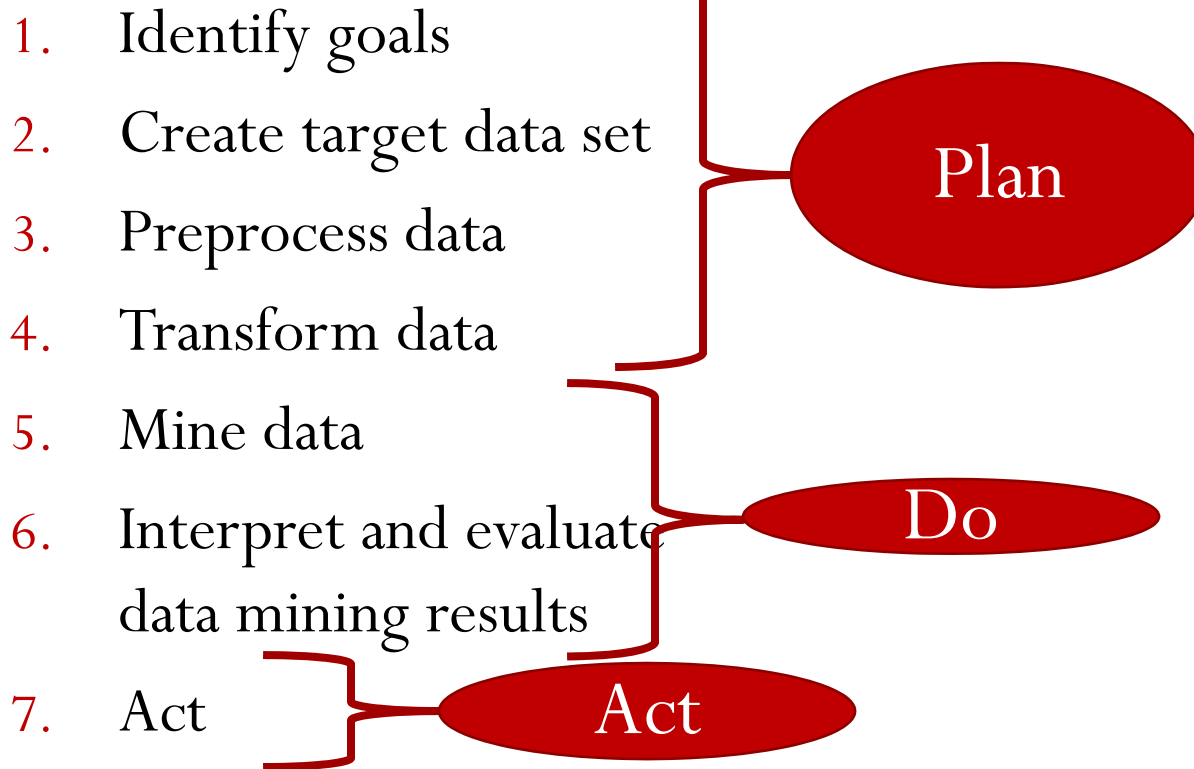 1. Identify goals
2. Create target data set
3. Preprocess data
4. Transform data
Plan
5. Mine data
6. Interpret and evaluate
data mining results
Do
7. Act
Act